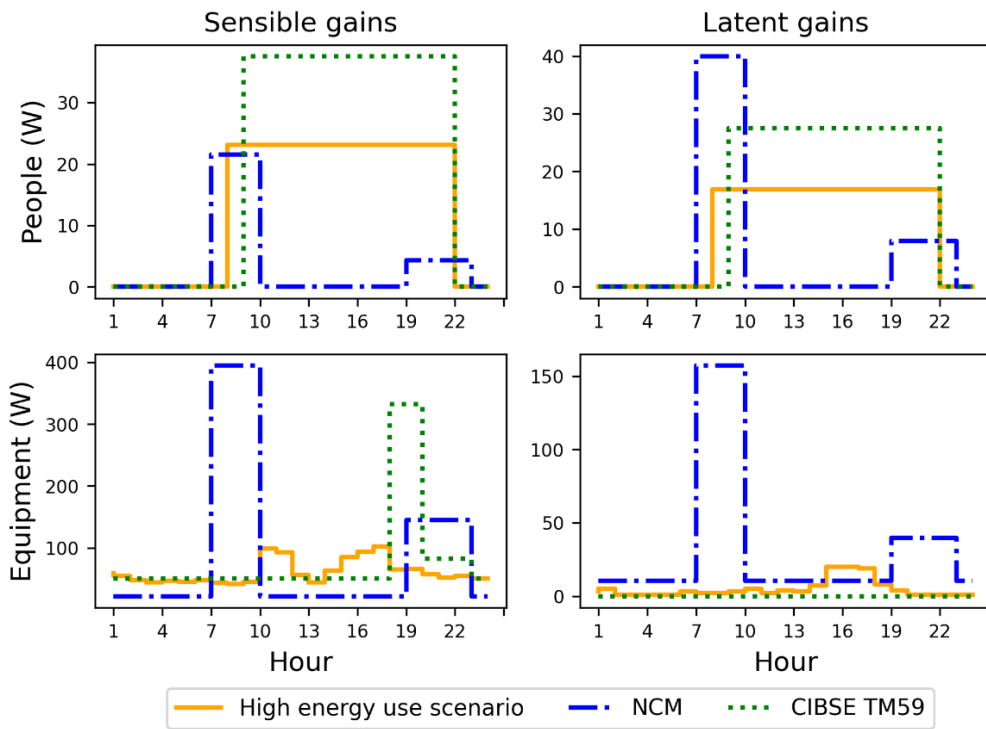 Sensible gains
Latent gains
People (W)
30
20
10
0
1 4 7 10 13 16 19 22
40
30
20
10
0
1 4 7 10 13 16 19 22
Equipment (W)
400
300
200
100
1 4 7 10 13 16 19 22
Hour
150
100
50
0
1 4 7 10 13 16 19 22
Hour
High energy use scenario NCM CIBSE TM59